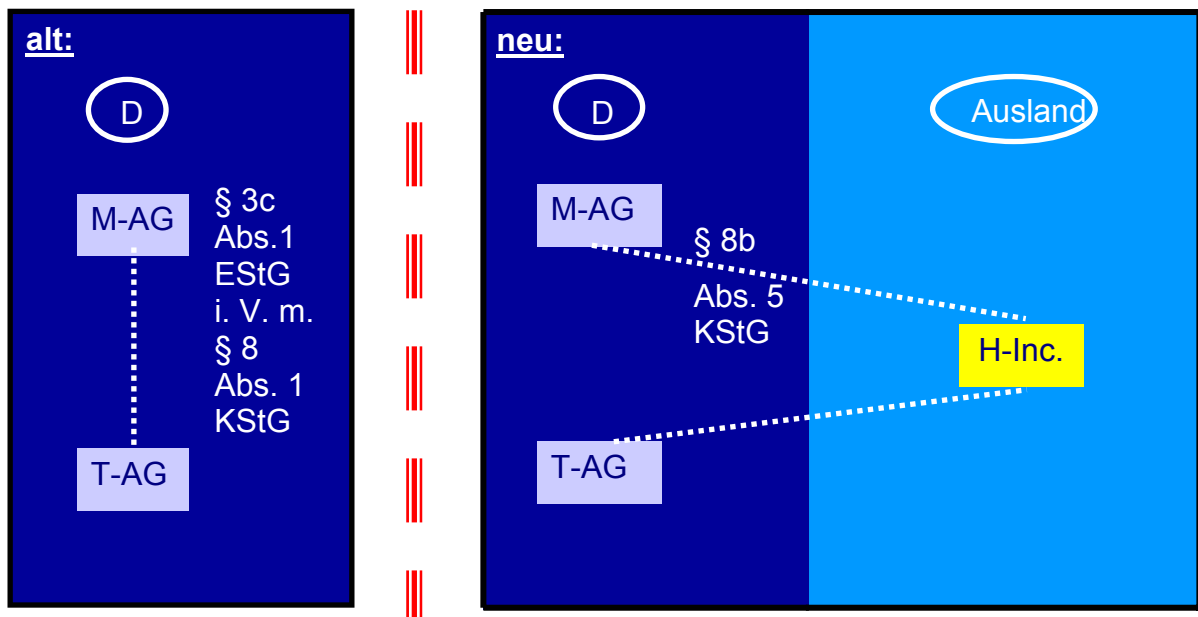 alt:
D
M-AG
§ 3c
Abs.1
EStG
i. V. m.
§ 8
Abs. 1
KStG
T-AG
neu:
D
Ausland
M-AG
§ 8b
Abs. 5
KStG
H-Inc.
T-AG